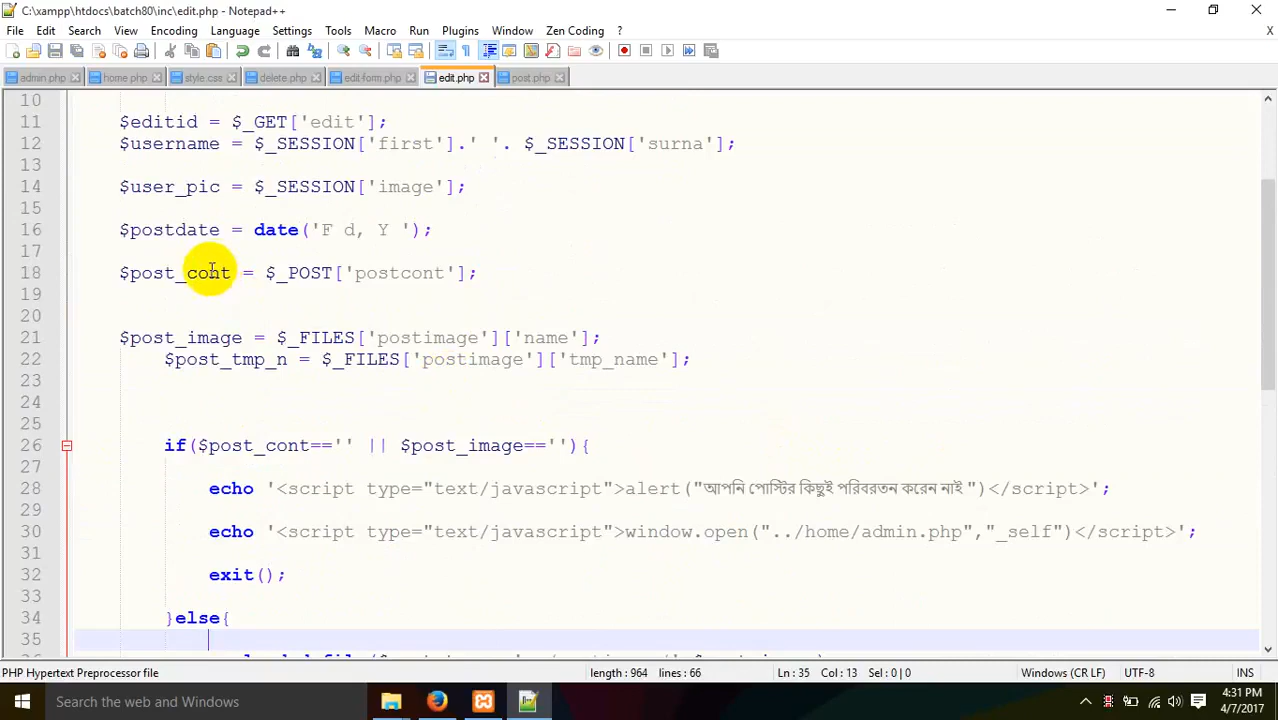 C:\xampp\htdocs\batch80\inc\edit.php - Notepad++
File Edit Search View Encoding Language Settings Tools Macro Run Plugins Window Zen Coding ?
X
admin.php home.php style.css delete.php edit-form.php edit.php post.php
10
11 $editid = $_GET['edit'];
12 $username = $_SESSION['first'].' '. $_SESSION['surna'];
13
14 $user_pic = $_SESSION['image'];
15
16 $postdate = date('F d, Y ');
17
18 $post_cont = $_POST['postcont'];
19
20
21 $post_image = $_FILES['postimage']['name'];
22 $post_tmp_n = $_FILES['postimage']['tmp_name'];
23
24
25
26 if($post_cont=='' || $post_image==''){
27
28 echo '<script type="text/javascript">alert("আপনি পোস্টির কিছুই পরিবরতন করেন নাই ")</script>';
29
30 echo '<script type="text/javascript">window.open("../home/admin.php","_self")</script>';
31
32 exit();
33
34 }else{
35
PHP Hypertext Preprocessor file length : 964 lines : 66 Ln : 35 Col : 13 Sel : 0 | 0 Windows (CR LF) UTF-8 INS
Search the web and Windows
4:31 PM
4/7/2017